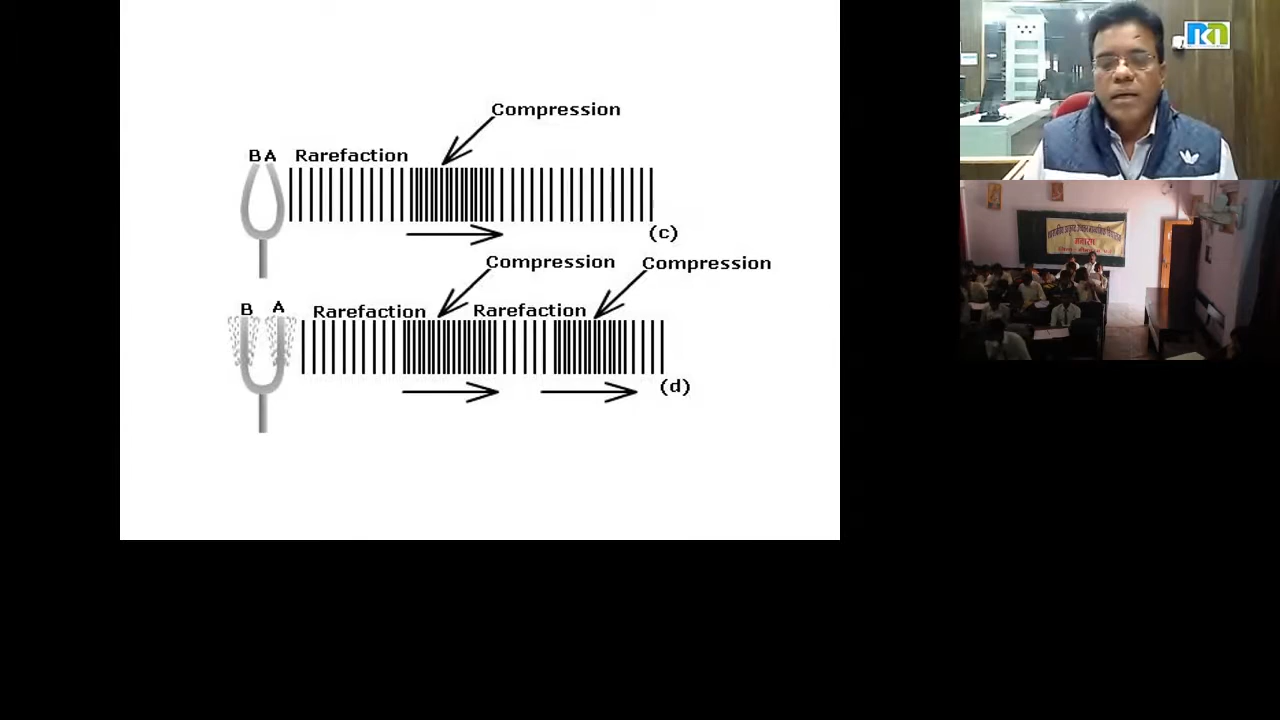 Compression
B A Rarefaction
(c)
Compression Compression
B A Rarefaction Rarefaction
(d)